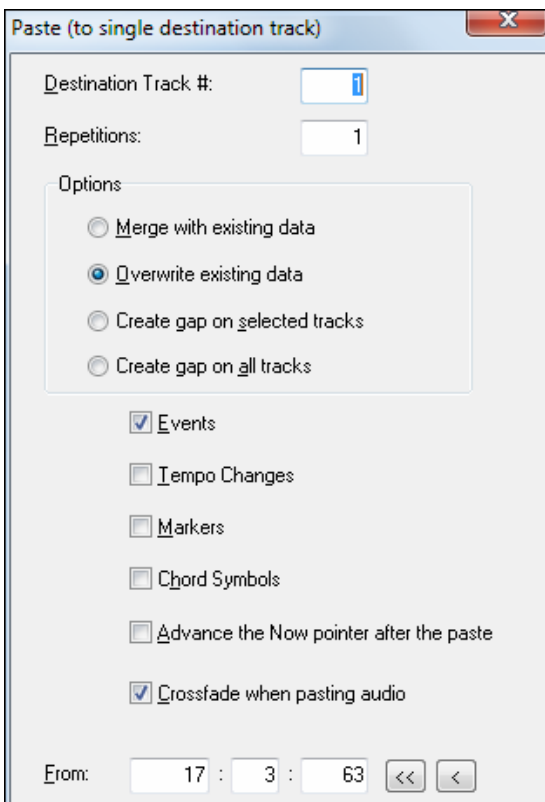 Paste (to single destination track)
Destination Track #: 1
Repetitions: 1
Options
Merge with existing data
Overwrite existing data
Create gap on selected tracks
Create gap on all tracks
Events
Tempo Changes
Markers
Chord Symbols
Advance the Now pointer after the paste
Crossfade when pasting audio
From: 17 : 3 : 63 << <